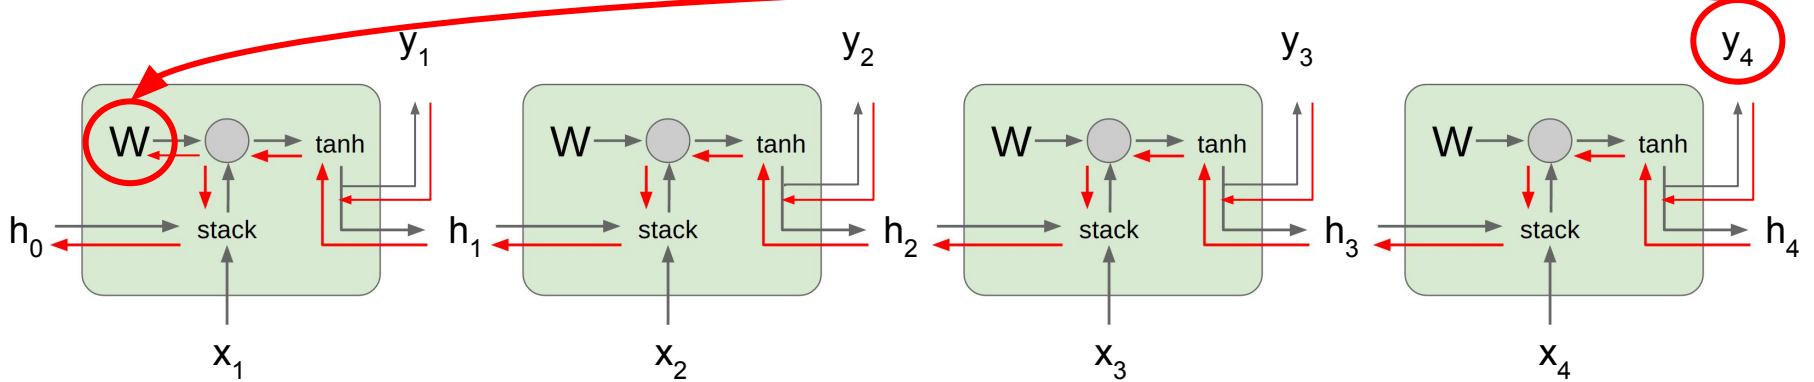 y1 y2 y3 y4
W tanh W tanh W tanh W tanh
h0 stack h1 stack h2 stack h3 stack h4
x1 x2 x3 x4